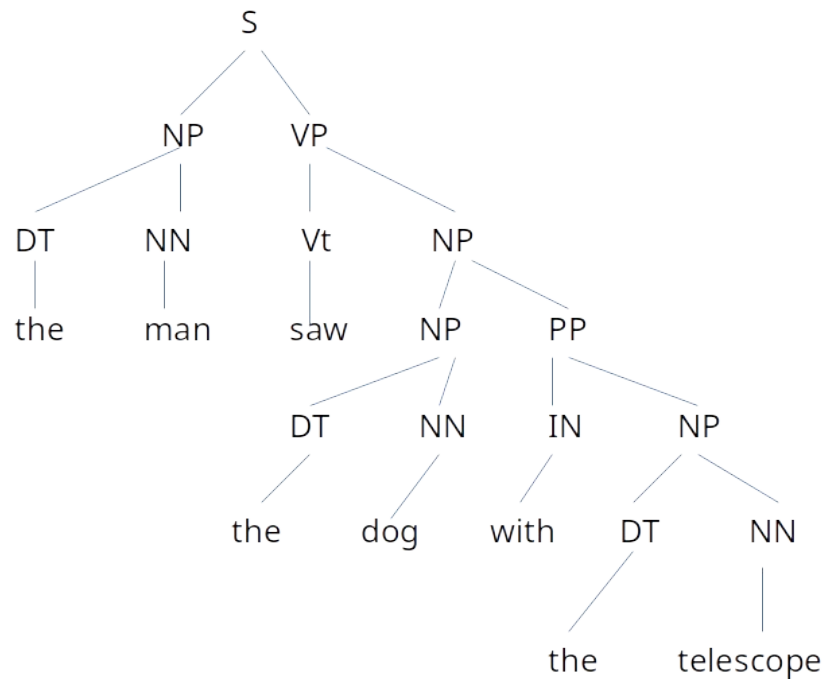 S
NP VP
DT NN Vt NP
the man saw NP PP
DT NN IN NP
the dog with DT NN
the telescope